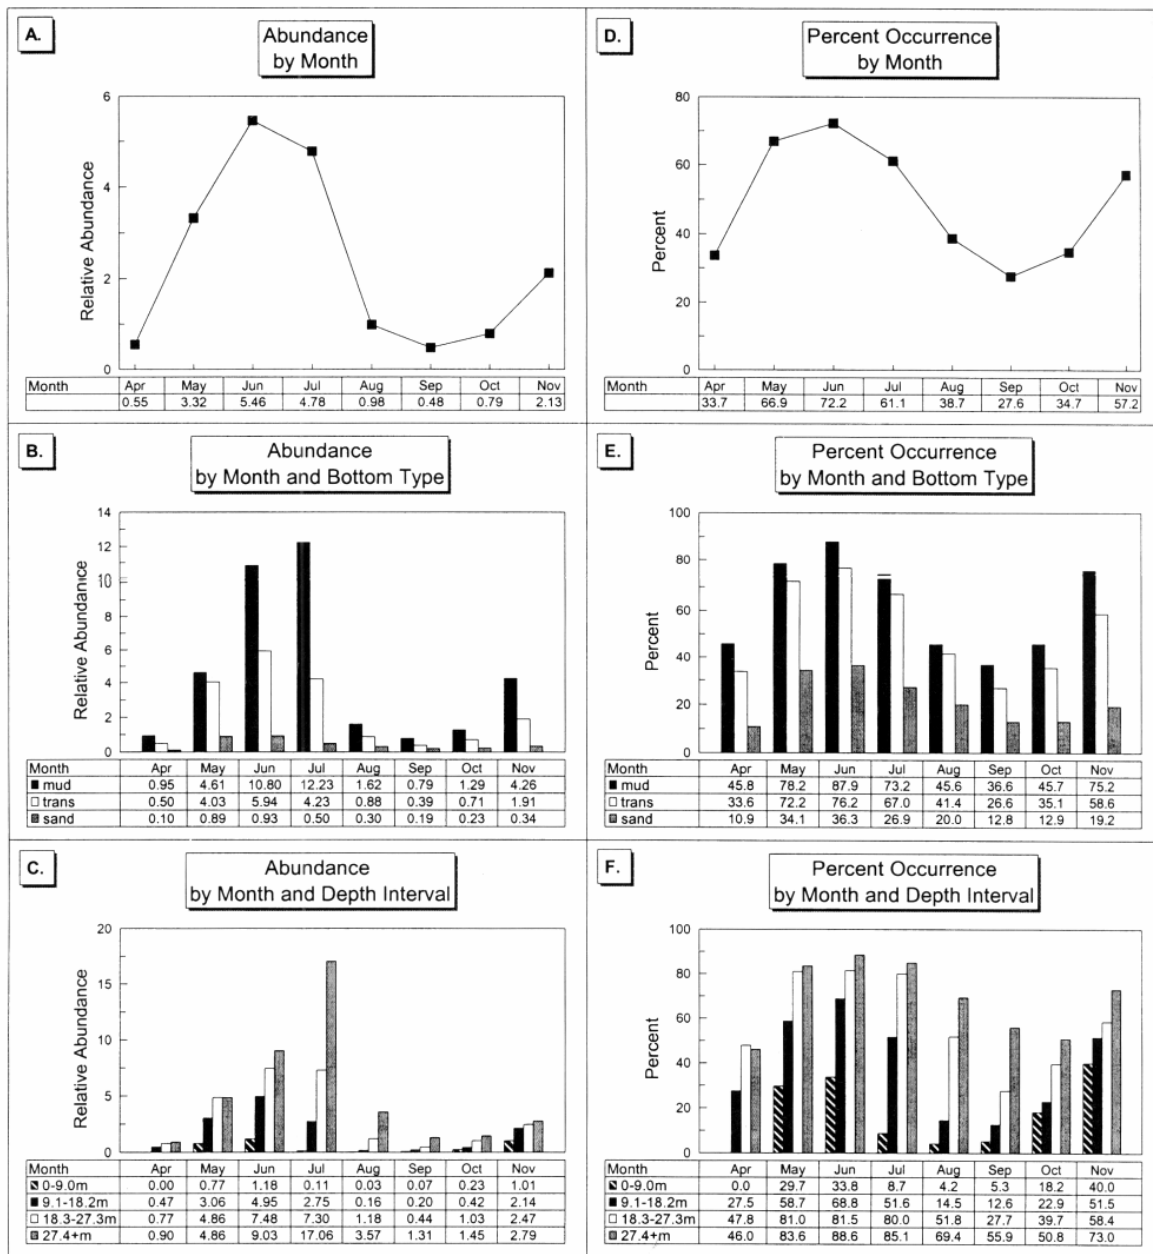 A.
Abundance
by Month
6
4
2
0
Relative Abundance
Month Apr May Jun Jul Aug Sep Oct Nov
0.55 3.32 5.46 4.78 0.98 0.48 0.79 2.13
D.
Percent Occurrence
by Month
80
60
40
20
0
Percent
Month Apr May Jun Jul Aug Sep Oct Nov
33.7 66.9 72.2 61.1 38.7 27.6 34.7 57.2
B.
Abundance
by Month and Bottom Type
14
12
10
8
6
4
2
0
Relative Abundance
Month Apr May Jun Jul Aug Sep Oct Nov
mud 0.95 4.61 10.80 12.23 1.62 0.79 1.29 4.26
trans 0.50 4.03 5.94 4.23 0.88 0.39 0.71 1.91
sand 0.10 0.89 0.93 0.50 0.30 0.19 0.23 0.34
E.
Percent Occurrence
by Month and Bottom Type
100
80
60
40
20
0
Percent
Month Apr May Jun Jul Aug Sep Oct Nov
mud 45.8 78.2 87.9 73.2 45.6 36.6 45.7 75.2
trans 33.6 72.2 76.2 67.0 41.4 26.6 35.1 58.6
sand 10.9 34.1 36.3 26.9 20.0 12.8 12.9 19.2
C.
Abundance
by Month and Depth Interval
20
15
10
5
0
Relative Abundance
Month Apr May Jun Jul Aug Sep Oct Nov
0-9.0m 0.00 0.77 1.18 0.11 0.03 0.07 0.23 1.01
9.1-18.2m 0.47 3.06 4.95 2.75 0.16 0.20 0.42 2.14
18.3-27.3m 0.77 4.86 7.48 7.30 1.18 0.44 1.03 2.47
27.4+m 0.90 4.86 9.03 17.06 3.57 1.31 1.45 2.79
F.
Percent Occurrence
by Month and Depth Interval
100
80
60
40
20
0
Percent
Month Apr May Jun Jul Aug Sep Oct Nov
0-9.0m 0.0 29.7 33.8 8.7 4.2 5.3 18.2 40.0
9.1-18.2m 27.5 58.7 68.8 51.6 14.5 12.6 22.9 51.5
18.3-27.3m 47.8 81.0 81.5 80.0 51.8 27.7 39.7 58.4
27.4+m 46.0 83.6 88.6 85.1 69.4 55.9 50.8 73.0